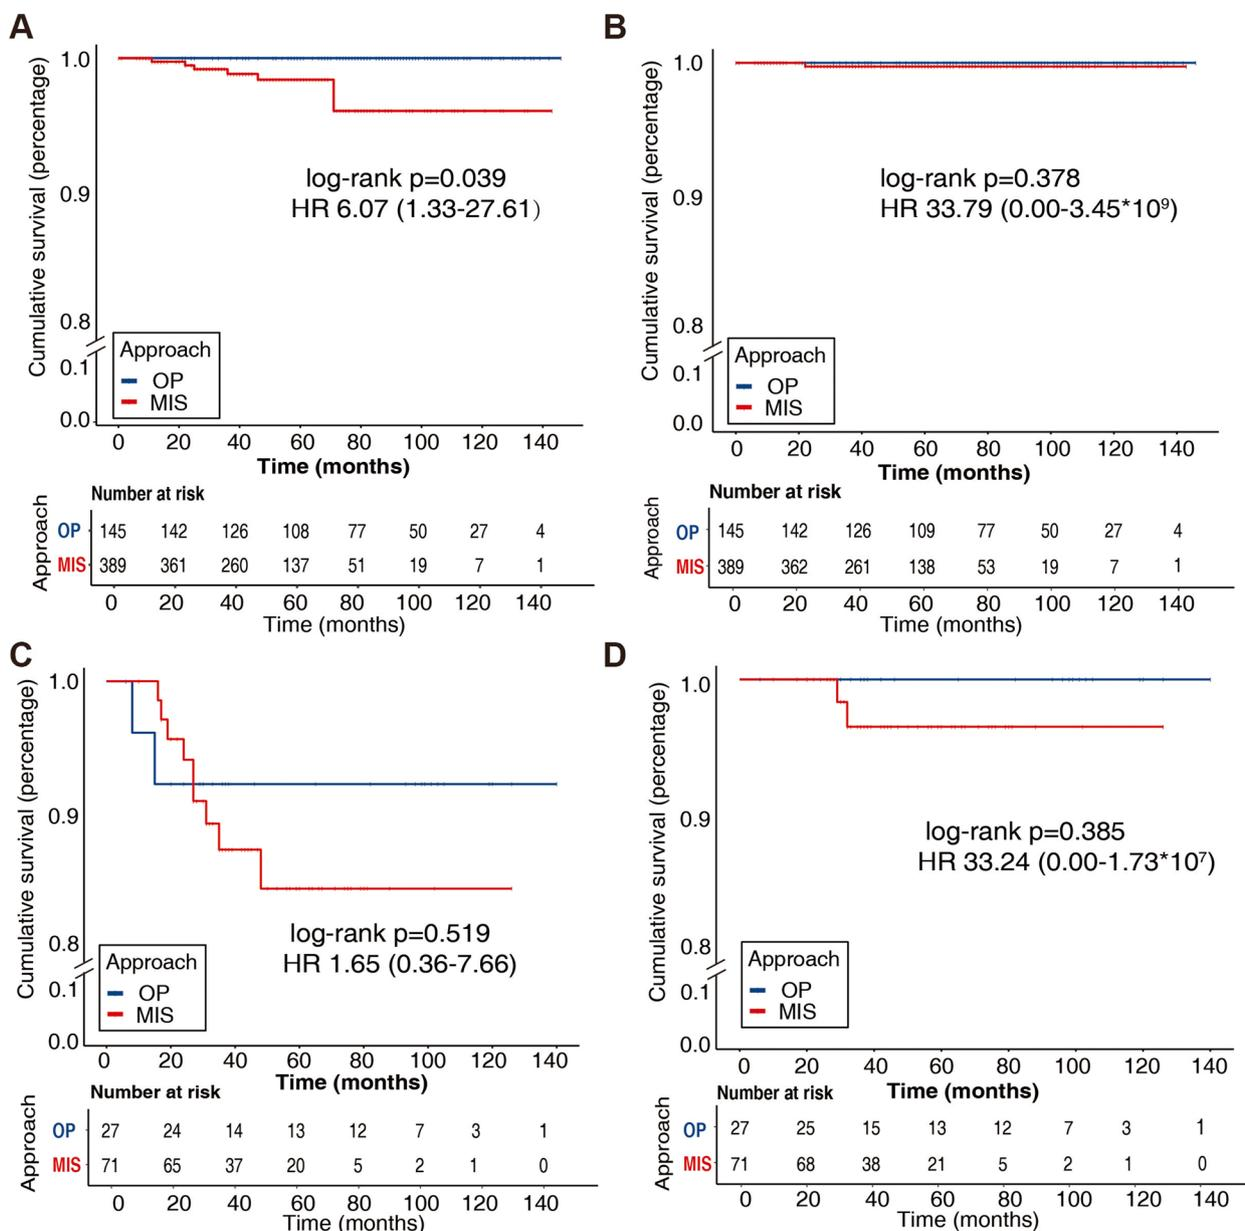 A
Cumulative survival (percentage)
1.0
0.9
0.8
0.1
0.0
log-rank p=0.039
HR 6.07 (1.33-27.61)
Approach
OP
MIS
0 20 40 60 80 100 120 140
Time (months)
Number at risk
Approach
OP 145 142 126 108 77 50 27 4
MIS 389 361 260 137 51 19 7 1
0 20 40 60 80 100 120 140
Time (months)
B
Cumulative survival (percentage)
1.0
0.9
0.8
0.1
0.0
log-rank p=0.378
HR 33.79 (0.00-3.45*10⁹)
Approach
OP
MIS
0 20 40 60 80 100 120 140
Time (months)
Number at risk
Approach
OP 145 142 126 109 77 50 27 4
MIS 389 362 261 138 53 19 7 1
0 20 40 60 80 100 120 140
Time (months)
C
Cumulative survival (percentage)
1.0
0.9
0.8
0.1
0.0
log-rank p=0.519
HR 1.65 (0.36-7.66)
Approach
OP
MIS
0 20 40 60 80 100 120 140
Time (months)
Number at risk
Approach
OP 27 24 14 13 12 7 3 1
MIS 71 65 37 20 5 2 1 0
0 20 40 60 80 100 120 140
Time (months)
D
Cumulative survival (percentage)
1.0
0.9
0.8
0.1
0.0
log-rank p=0.385
HR 33.24 (0.00-1.73*10⁷)
Approach
OP
MIS
0 20 40 60 80 100 120 140
Time (months)
Number at risk
Approach
OP 27 25 15 13 12 7 3 1
MIS 71 68 38 21 5 2 1 0
0 20 40 60 80 100 120 140
Time (months)